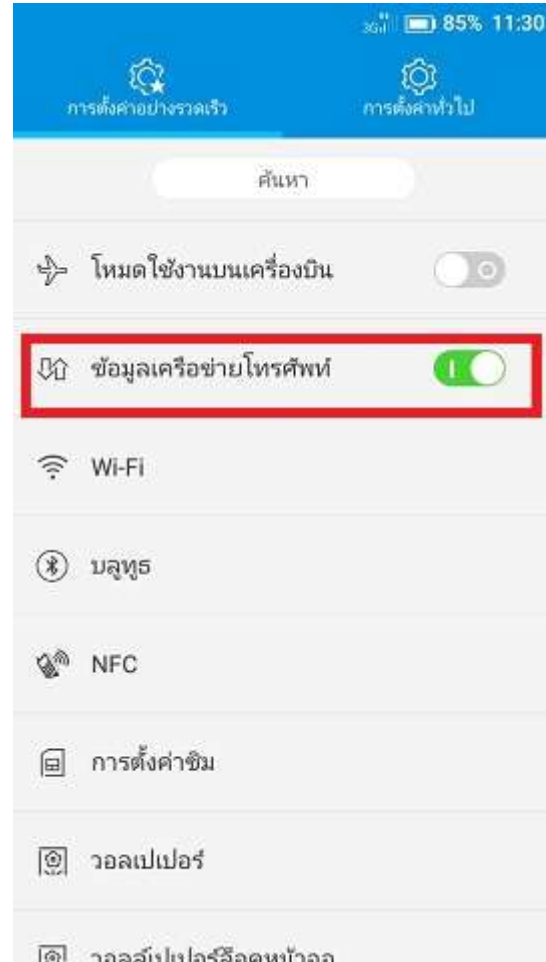 3G 85% 11:30
การตั้งค่าอย่างรวดเร็ว การตั้งค่าทั่วไป
ค้นหา
โหมดใช้งานบนเครื่องบิน
ข้อมูลเครือข่ายโทรศัพท์
Wi-Fi
บลูทูธ
NFC
การตั้งค่าซิม
วอลเปเปอร์